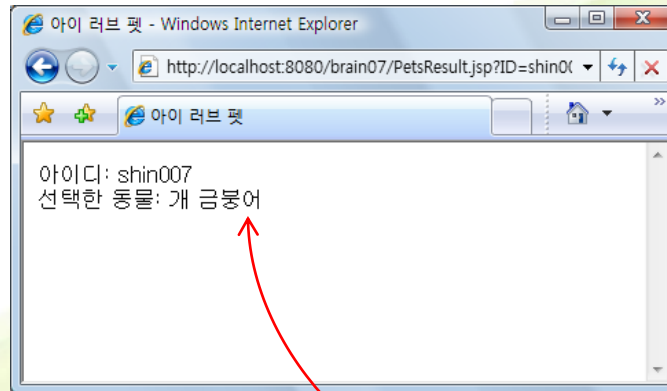 아이 러브 펫 - Windows Internet Explorer
http://localhost:8080/brain07/PetsResult.jsp?ID=shin00
아이 러브 펫
아이디: shin007
선택한 동물: 개 금붕어